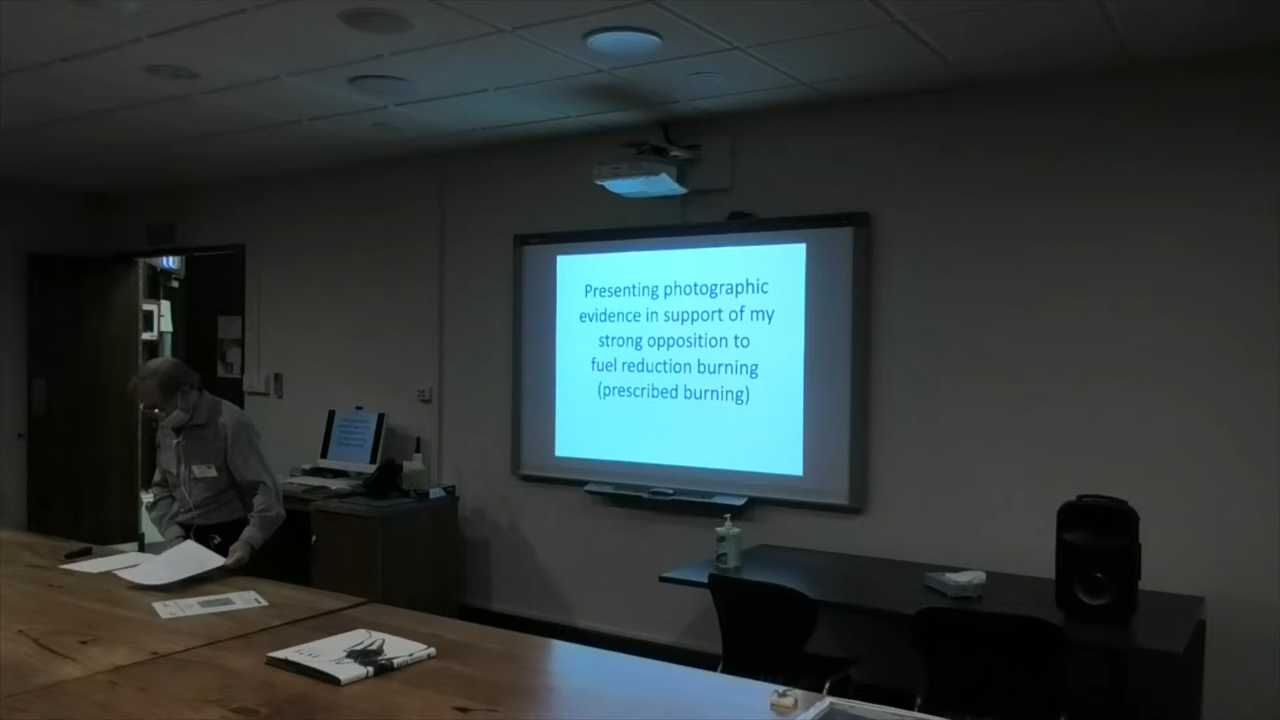 Presenting photographic
evidence in support of my
strong opposition to
fuel reduction burning
(prescribed burning)